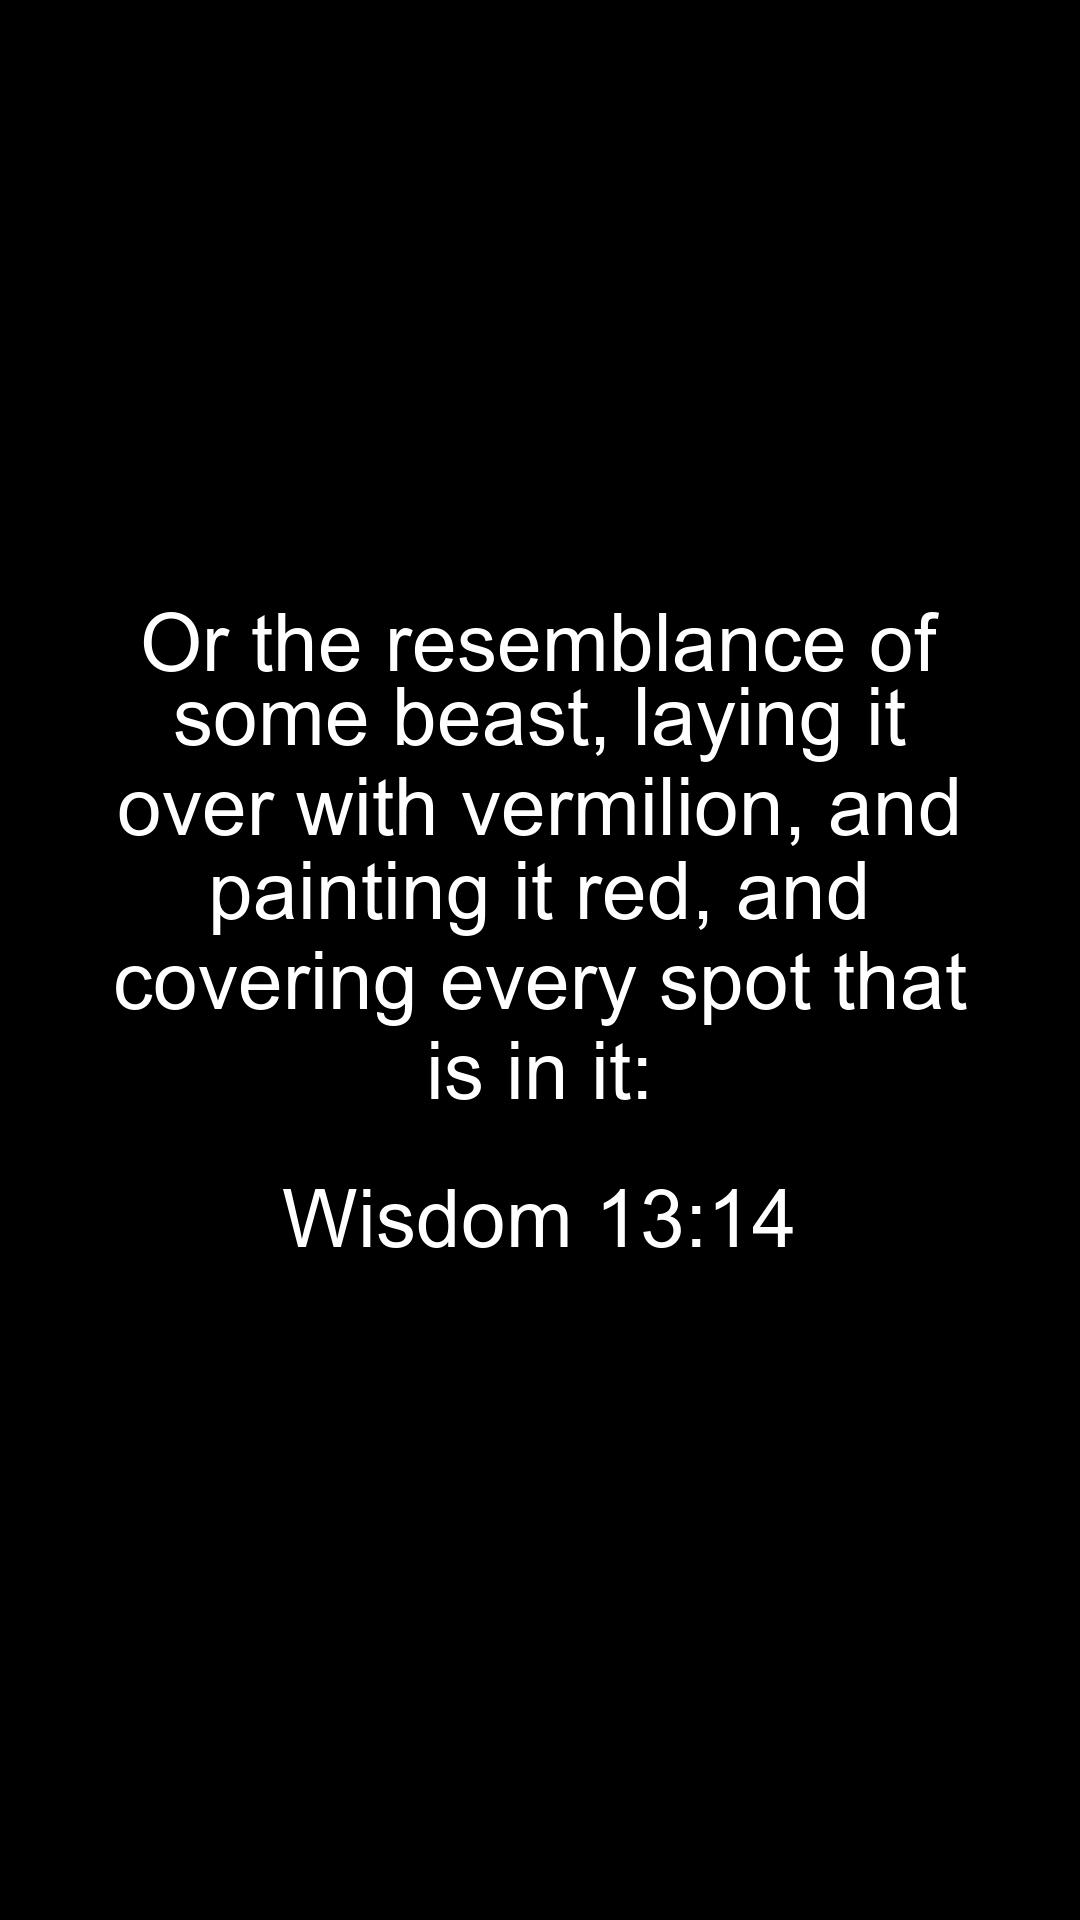 Or the resemblance of
some beast, laying it
over with vermilion, and
painting it red, and
covering every spot that
is in it:
Wisdom 13:14